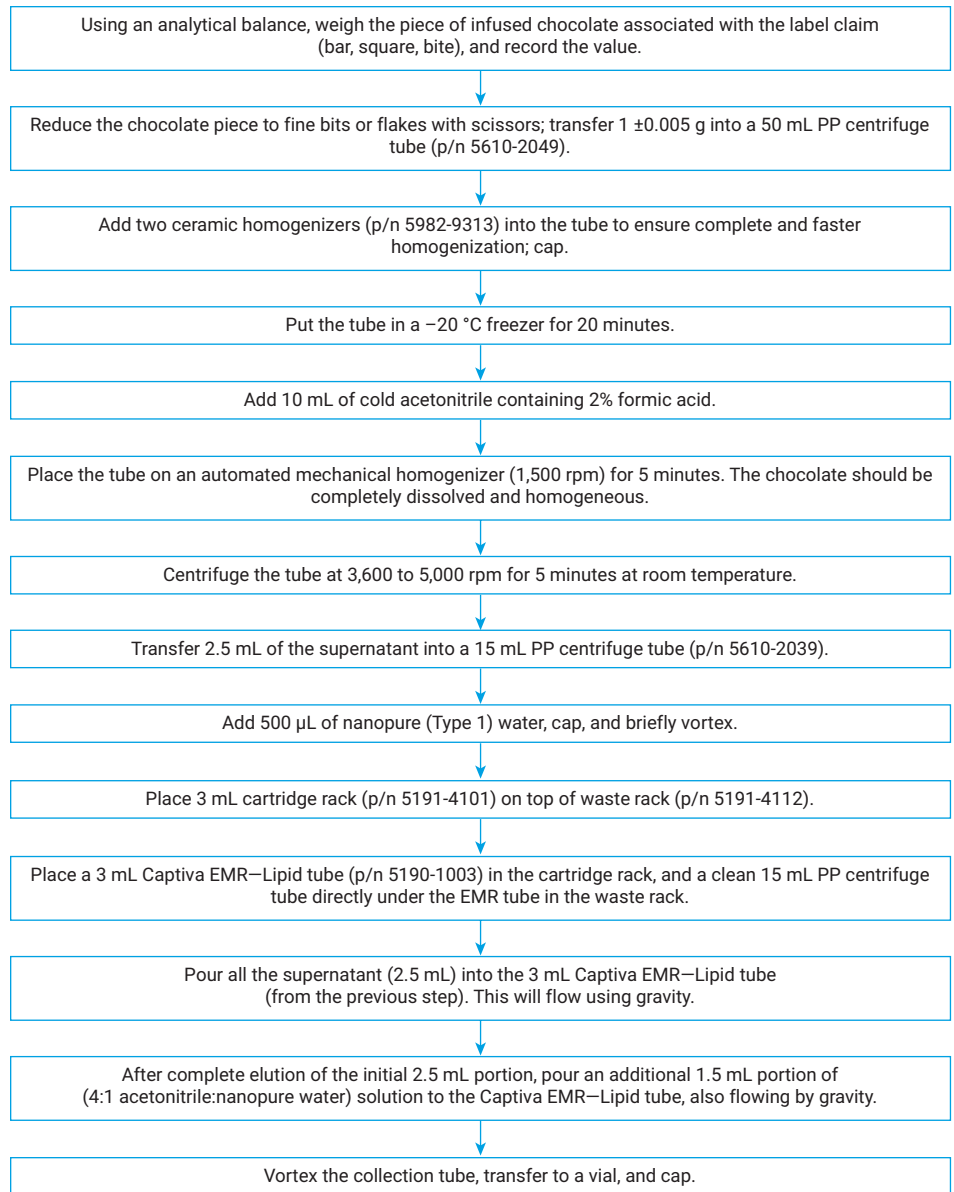 Using an analytical balance, weigh the piece of infused chocolate associated with the label claim
(bar, square, bite), and record the value.
Reduce the chocolate piece to fine bits or flakes with scissors; transfer 1 ±0.005 g into a 50 mL PP centrifuge
tube (p/n 5610-2049).
Add two ceramic homogenizers (p/n 5982-9313) into the tube to ensure complete and faster
homogenization; cap.
Put the tube in a –20 °C freezer for 20 minutes.
Add 10 mL of cold acetonitrile containing 2% formic acid.
Place the tube on an automated mechanical homogenizer (1,500 rpm) for 5 minutes. The chocolate should be
completely dissolved and homogeneous.
Centrifuge the tube at 3,600 to 5,000 rpm for 5 minutes at room temperature.
Transfer 2.5 mL of the supernatant into a 15 mL PP centrifuge tube (p/n 5610-2039).
Add 500 µL of nanopure (Type 1) water, cap, and briefly vortex.
Place 3 mL cartridge rack (p/n 5191-4101) on top of waste rack (p/n 5191-4112).
Place a 3 mL Captiva EMR—Lipid tube (p/n 5190-1003) in the cartridge rack, and a clean 15 mL PP centrifuge
tube directly under the EMR tube in the waste rack.
Pour all the supernatant (2.5 mL) into the 3 mL Captiva EMR—Lipid tube
(from the previous step). This will flow using gravity.
After complete elution of the initial 2.5 mL portion, pour an additional 1.5 mL portion of
(4:1 acetonitrile:nanopure water) solution to the Captiva EMR—Lipid tube, also flowing by gravity.
Vortex the collection tube, transfer to a vial, and cap.